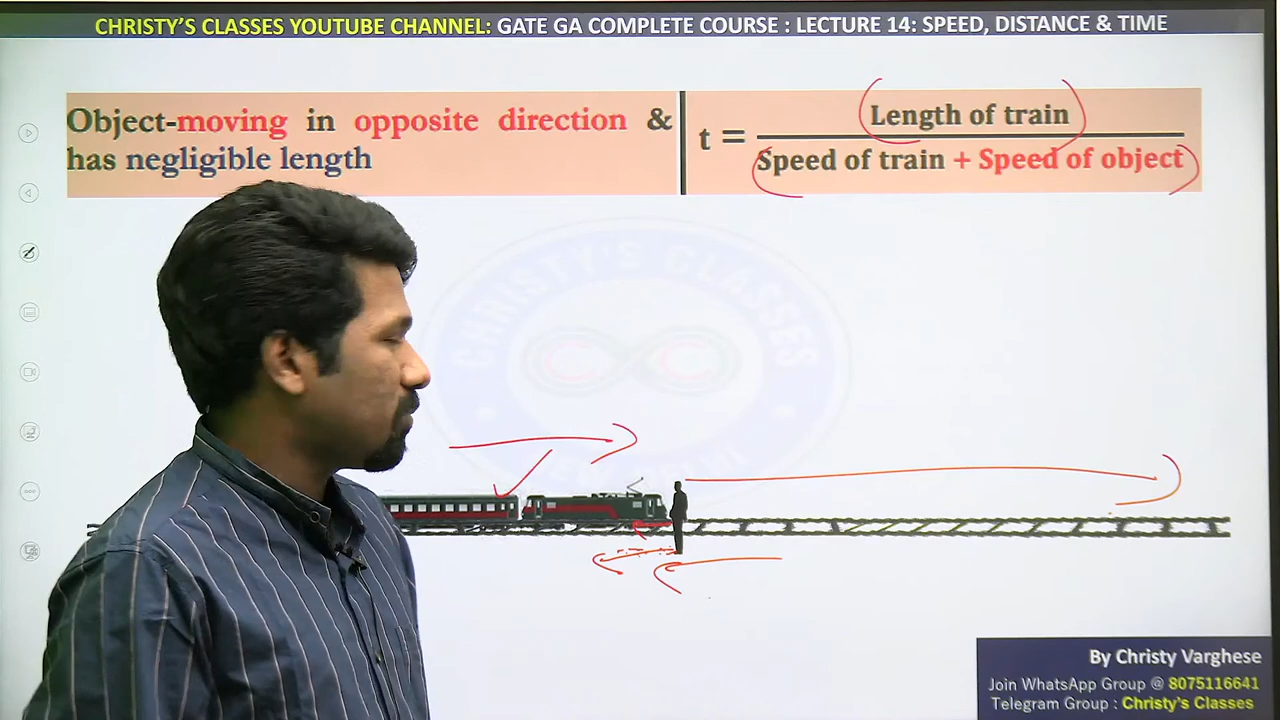 CHRISTY'S CLASSES YOUTUBE CHANNEL: GATE GA COMPLETE COURSE : LECTURE 14: SPEED, DISTANCE & TIME
Object-moving in opposite direction &
has negligible length
t = Length of train
Speed of train + Speed of object
CHRISTY'S CLASSES
By Christy Varghese
Join WhatsApp Group @ 8075116641
Telegram Group : Christy's Classes